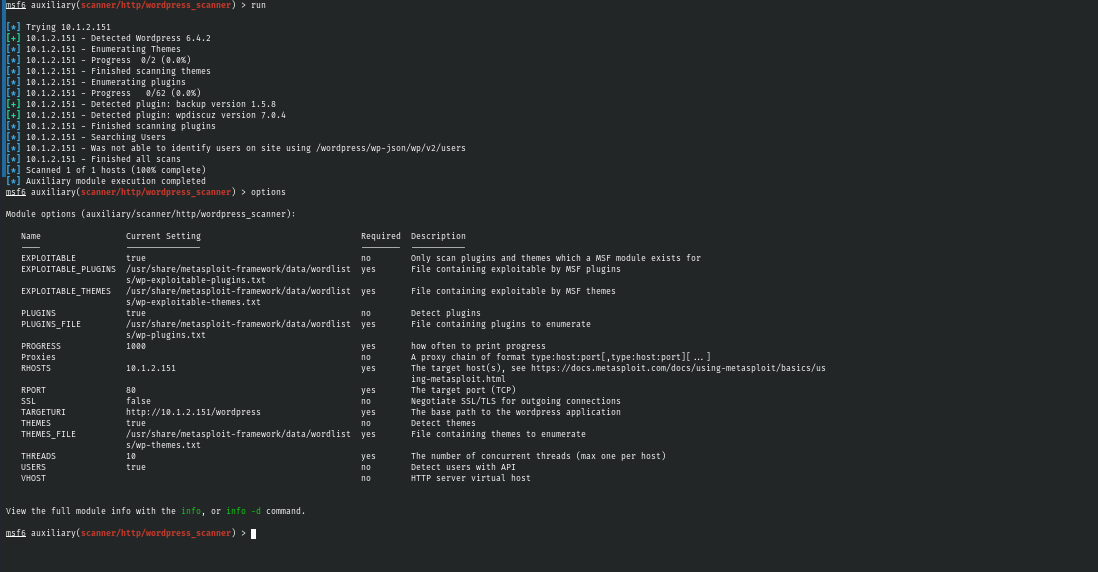 msf6 auxiliary(scanner/http/wordpress_scanner) > run
[*] Trying 10.1.2.151
[+] 10.1.2.151 - Detected Wordpress 6.4.2
[*] 10.1.2.151 - Enumerating Themes
[*] 10.1.2.151 - Progress  0/2 (0.0%)
[*] 10.1.2.151 - Finished scanning themes
[*] 10.1.2.151 - Enumerating plugins
[*] 10.1.2.151 - Progress   0/62 (0.0%)
[+] 10.1.2.151 - Detected plugin: backup version 1.5.8
[+] 10.1.2.151 - Detected plugin: wpdiscuz version 7.0.4
[*] 10.1.2.151 - Finished scanning plugins
[*] 10.1.2.151 - Searching Users
[*] 10.1.2.151 - Was not able to identify users on site using /wordpress/wp-json/wp/v2/users
[*] 10.1.2.151 - Finished all scans
[*] Scanned 1 of 1 hosts (100% complete)
[*] Auxiliary module execution completed
msf6 auxiliary(scanner/http/wordpress_scanner) > options
Module options (auxiliary/scanner/http/wordpress_scanner):
Name Current Setting Required Description
EXPLOITABLE true no Only scan plugins and themes which a MSF module exists for
EXPLOITABLE_PLUGINS /usr/share/metasploit-framework/data/wordlist yes File containing exploitable by MSF plugins
s/wp-exploitable-plugins.txt
EXPLOITABLE_THEMES /usr/share/metasploit-framework/data/wordlist yes File containing exploitable by MSF themes
s/wp-exploitable-themes.txt
PLUGINS true no Detect plugins
PLUGINS_FILE /usr/share/metasploit-framework/data/wordlist yes File containing plugins to enumerate
s/wp-plugins.txt
PROGRESS 1000 yes how often to print progress
Proxies no A proxy chain of format type:host:port[,type:host:port][...]
RHOSTS 10.1.2.151 yes The target host(s), see https://docs.metasploit.com/docs/using-metasploit/basics/us
ing-metasploit.html
RPORT 80 yes The target port (TCP)
SSL false no Negotiate SSL/TLS for outgoing connections
TARGETURI http://10.1.2.151/wordpress yes The base path to the wordpress application
THEMES true no Detect themes
THEMES_FILE /usr/share/metasploit-framework/data/wordlist yes File containing themes to enumerate
s/wp-themes.txt
THREADS 10 yes The number of concurrent threads (max one per host)
USERS true no Detect users with API
VHOST no HTTP server virtual host
View the full module info with the info, or info -d command.
msf6 auxiliary(scanner/http/wordpress_scanner) >